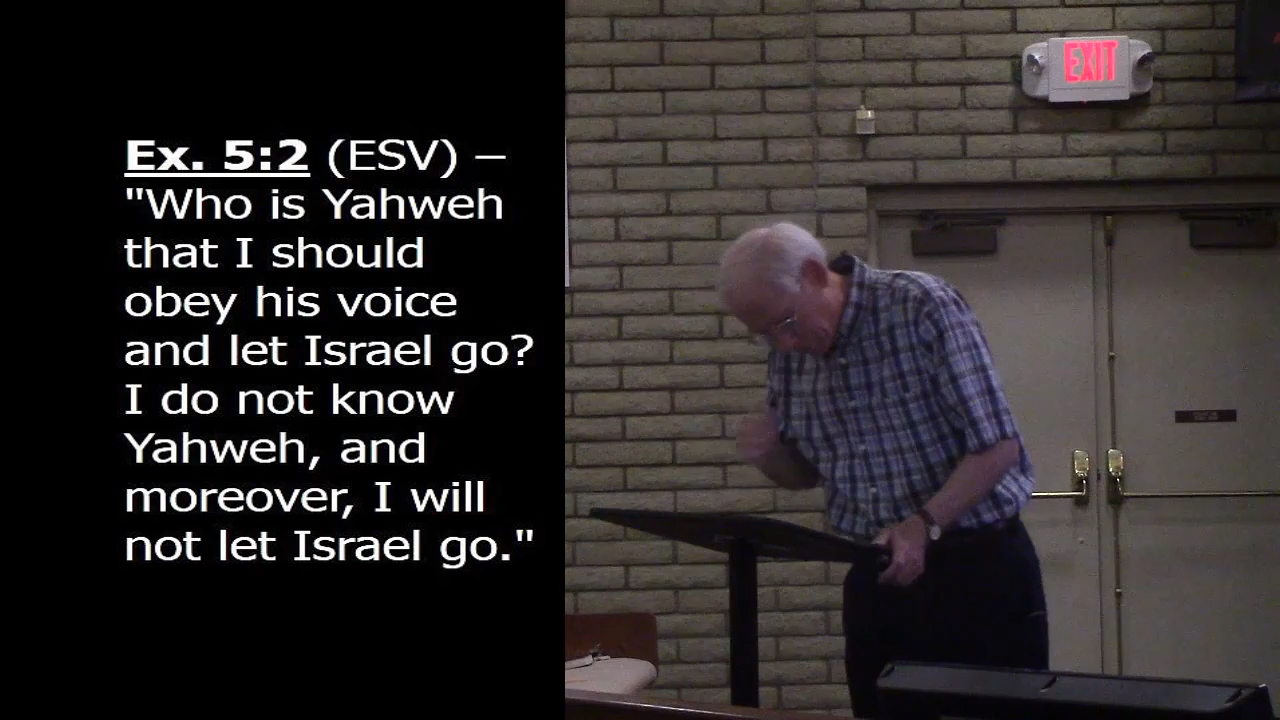 Ex. 5:2 (ESV) –
"Who is Yahweh
that I should
obey his voice
and let Israel go?
I do not know
Yahweh, and
moreover, I will
not let Israel go."
EXIT